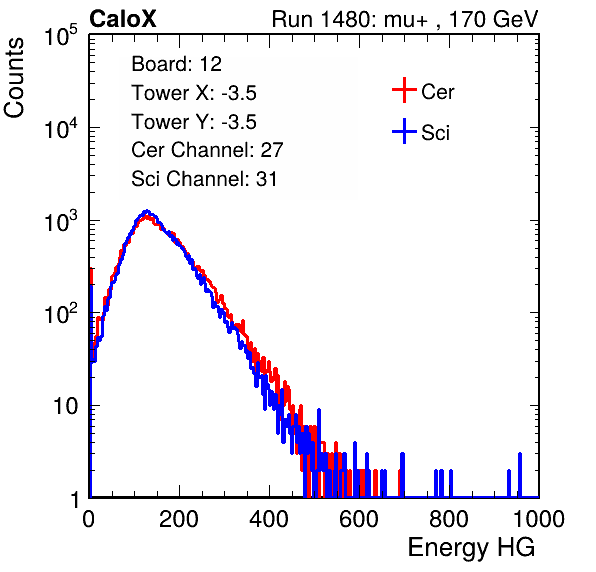 CaloX Run 1480: mu+ , 170 GeV
Counts
10^5
10^4
10^3
10^2
10
1
Board: 12
Tower X: -3.5
Tower Y: -3.5
Cer Channel: 27
Sci Channel: 31
Cer
Sci
0 200 400 600 800 1000
Energy HG